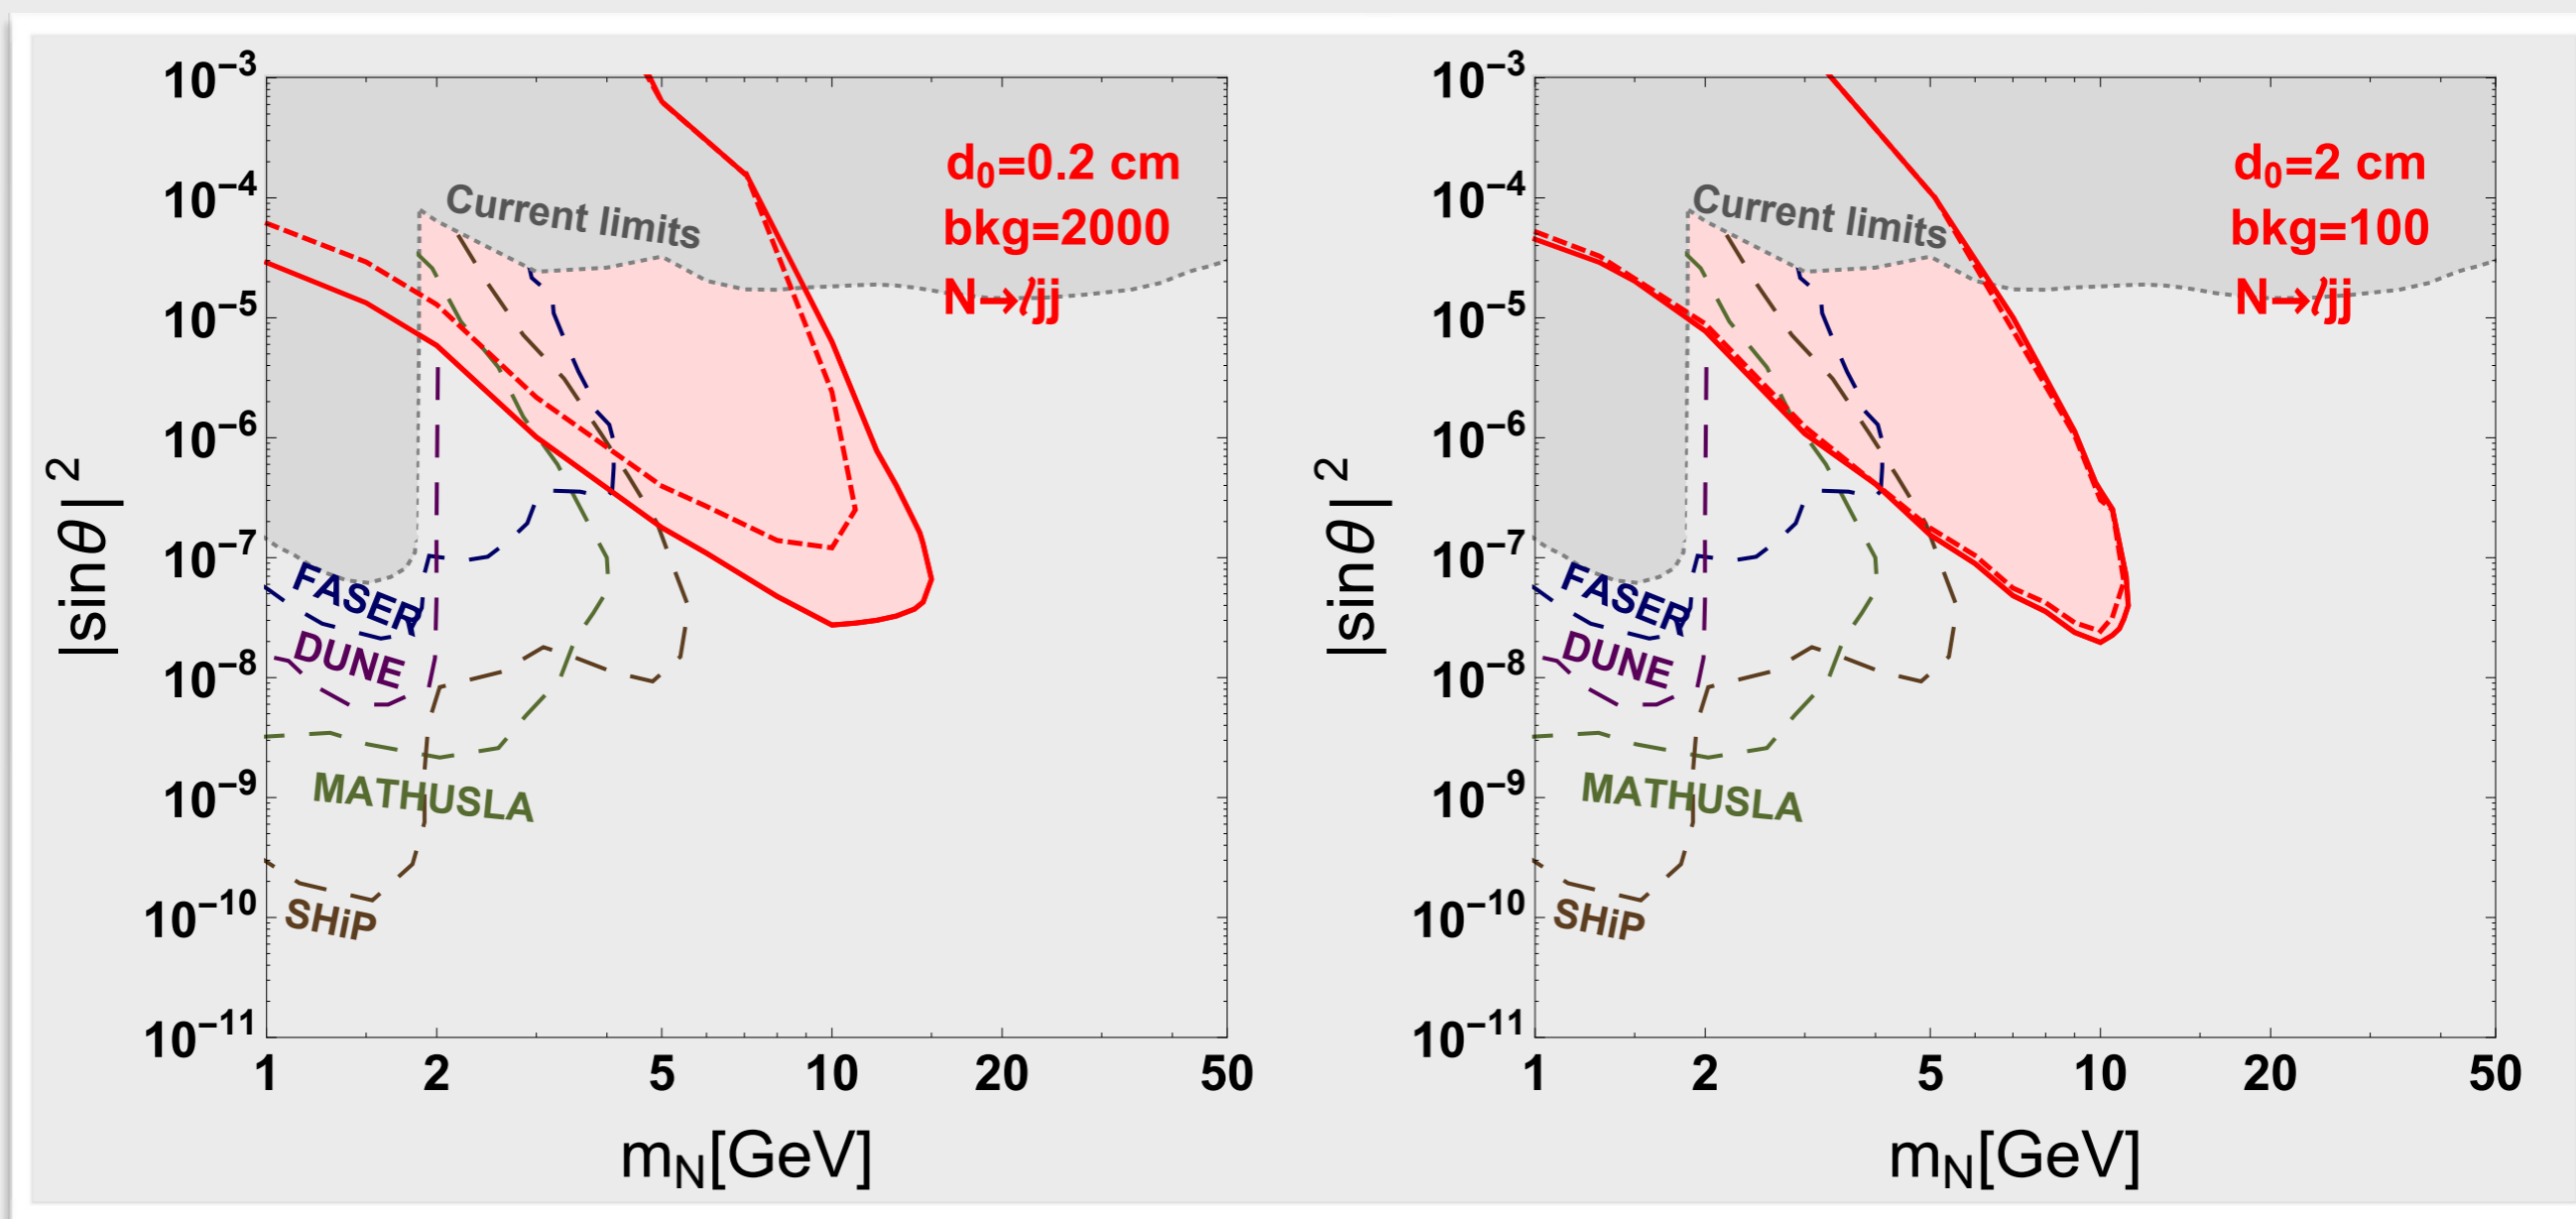 10⁻³
10⁻⁴
10⁻⁵
10⁻⁶
10⁻⁷
10⁻⁸
10⁻⁹
10⁻¹⁰
10⁻¹¹
|sinθ|²
Current limits
d₀=0.2 cm
bkg=2000
N→ℓjj
FASER
DUNE
MATHUSLA
SHiP
1 2 5 10 20 50
m_N[GeV]
10⁻³
10⁻⁴
10⁻⁵
10⁻⁶
10⁻⁷
10⁻⁸
10⁻⁹
10⁻¹⁰
10⁻¹¹
|sinθ|²
Current limits
d₀=2 cm
bkg=100
N→ℓjj
FASER
DUNE
MATHUSLA
SHiP
1 2 5 10 20 50
m_N[GeV]